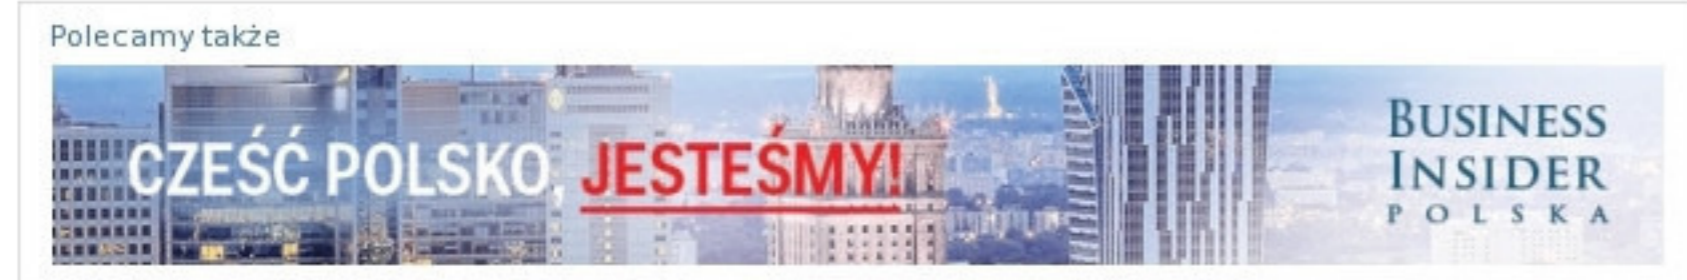 Polecamy także
CZEŚĆ POLSKO, JESTEŚMY!
BUSINESS
INSIDER
POLSKA